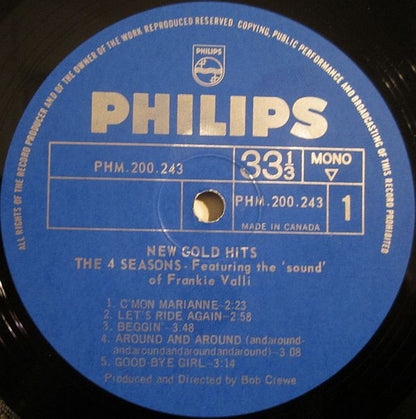 ALL RIGHTS OF THE RECORD PRODUCER AND OF THE OWNER OF THE WORK REPRODUCED RESERVED. COPYING, PUBLIC PERFORMANCE AND BROADCASTING OF THIS RECORD PROHIBITED
PHILIPS
PHILIPS
PHM.200.243
33 1/3
MONO
PHM.200.243
1
MADE IN CANADA
NEW GOLD HITS
THE 4 SEASONS - Featuring the 'sound'
of Frankie Valli
1. C'MON MARIANNE-2:23
2. LET'S RIDE AGAIN-2:58
3. BEGGIN'-3:48
4. AROUND AND AROUND (andaround-
andaroundandaroundandaround)-3:08
5. GOOD-BYE GIRL-3:14
Produced and Directed by Bob Crewe